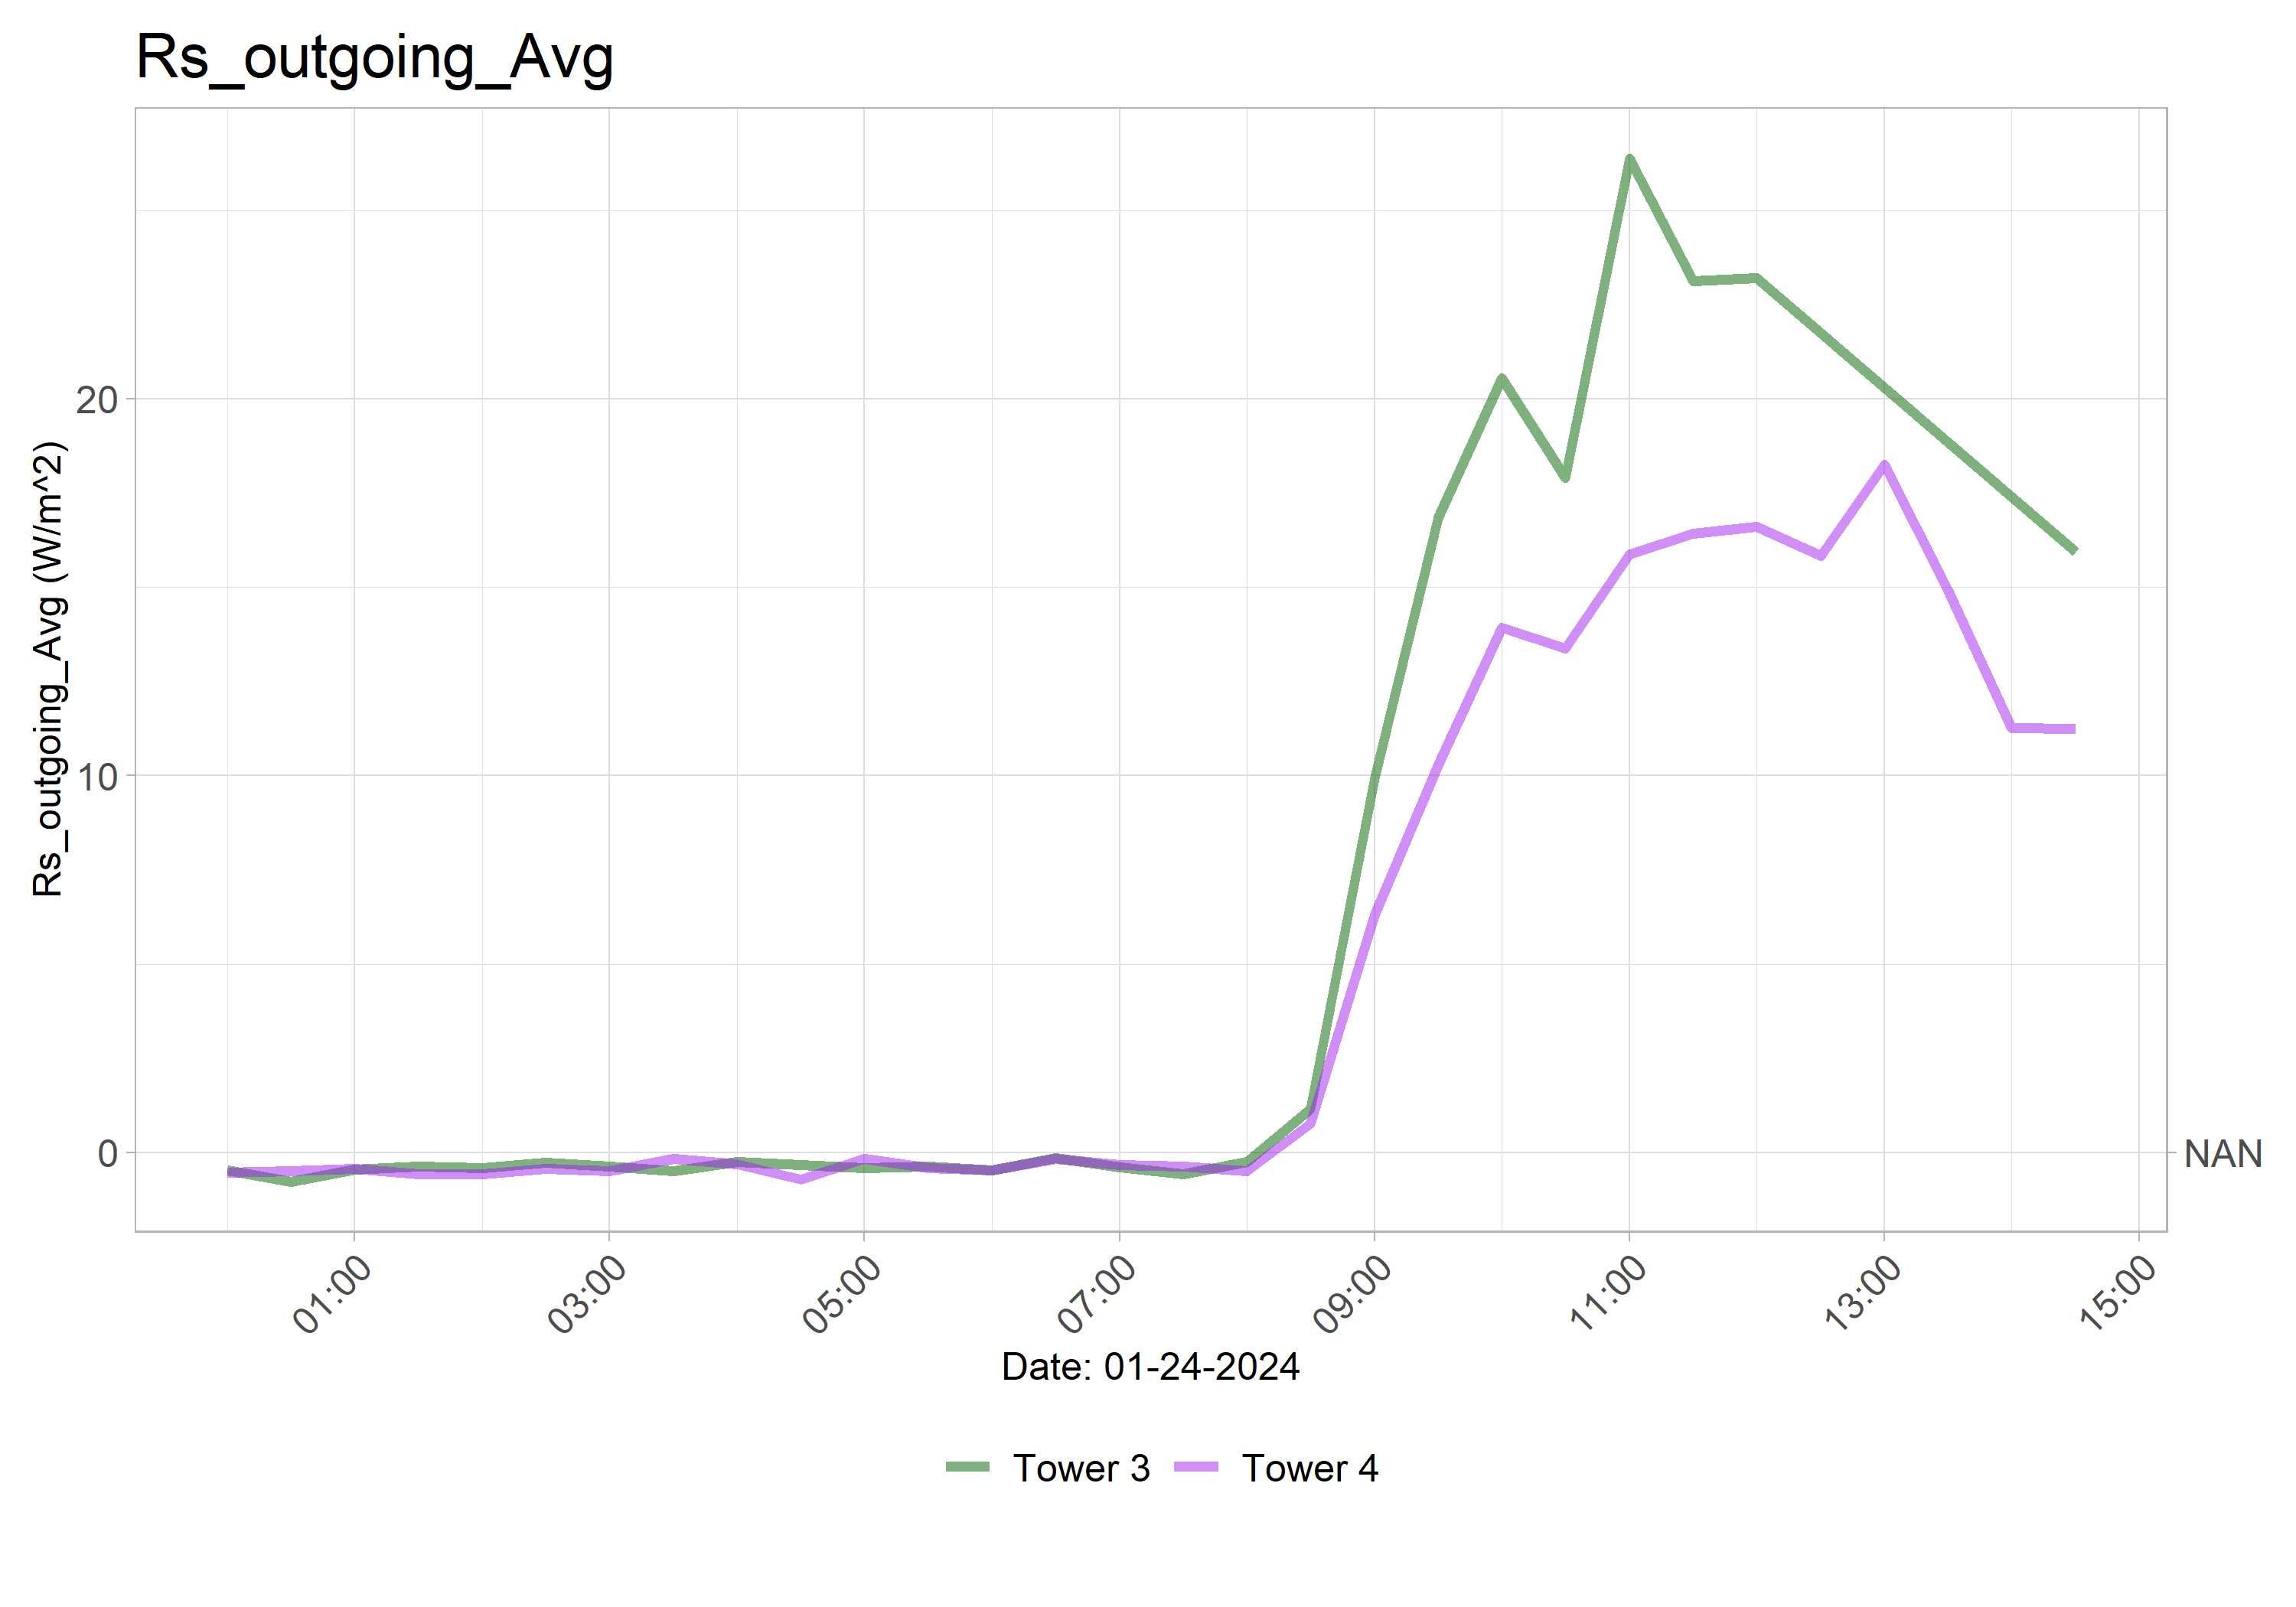 Rs_outgoing_Avg
Rs_outgoing_Avg (W/m^2)
20
10
0
NAN
01:00
03:00
05:00
07:00
09:00
11:00
13:00
15:00
Date: 01-24-2024
Tower 3
Tower 4